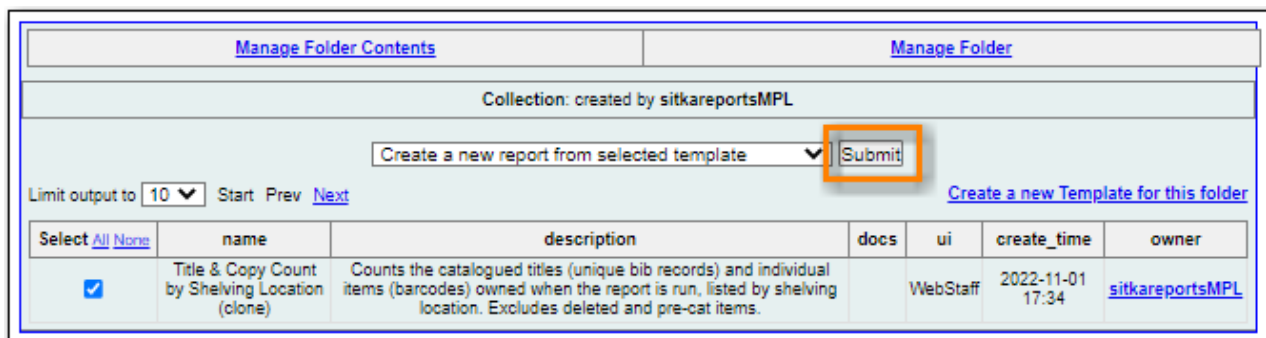 Manage Folder Contents Manage Folder
Collection: created by sitkareportsMPL
Create a new report from selected template Submit
Limit output to 10 Start Prev Next Create a new Template for this folder
Select All None name description docs ui create_time owner
Title & Copy Count
by Shelving Location
(clone)
Counts the catalogued titles (unique bib records) and individual
items (barcodes) owned when the report is run, listed by shelving
location. Excludes deleted and pre-cat items.
WebStaff
2022-11-01
17:34
sitkareportsMPL